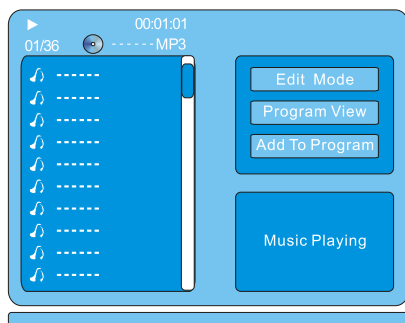 00:01:01
01/36 ------MP3
------
------
------
------
------
------
------
------
------
------
Edit Mode
Program View
Add To Program
Music Playing